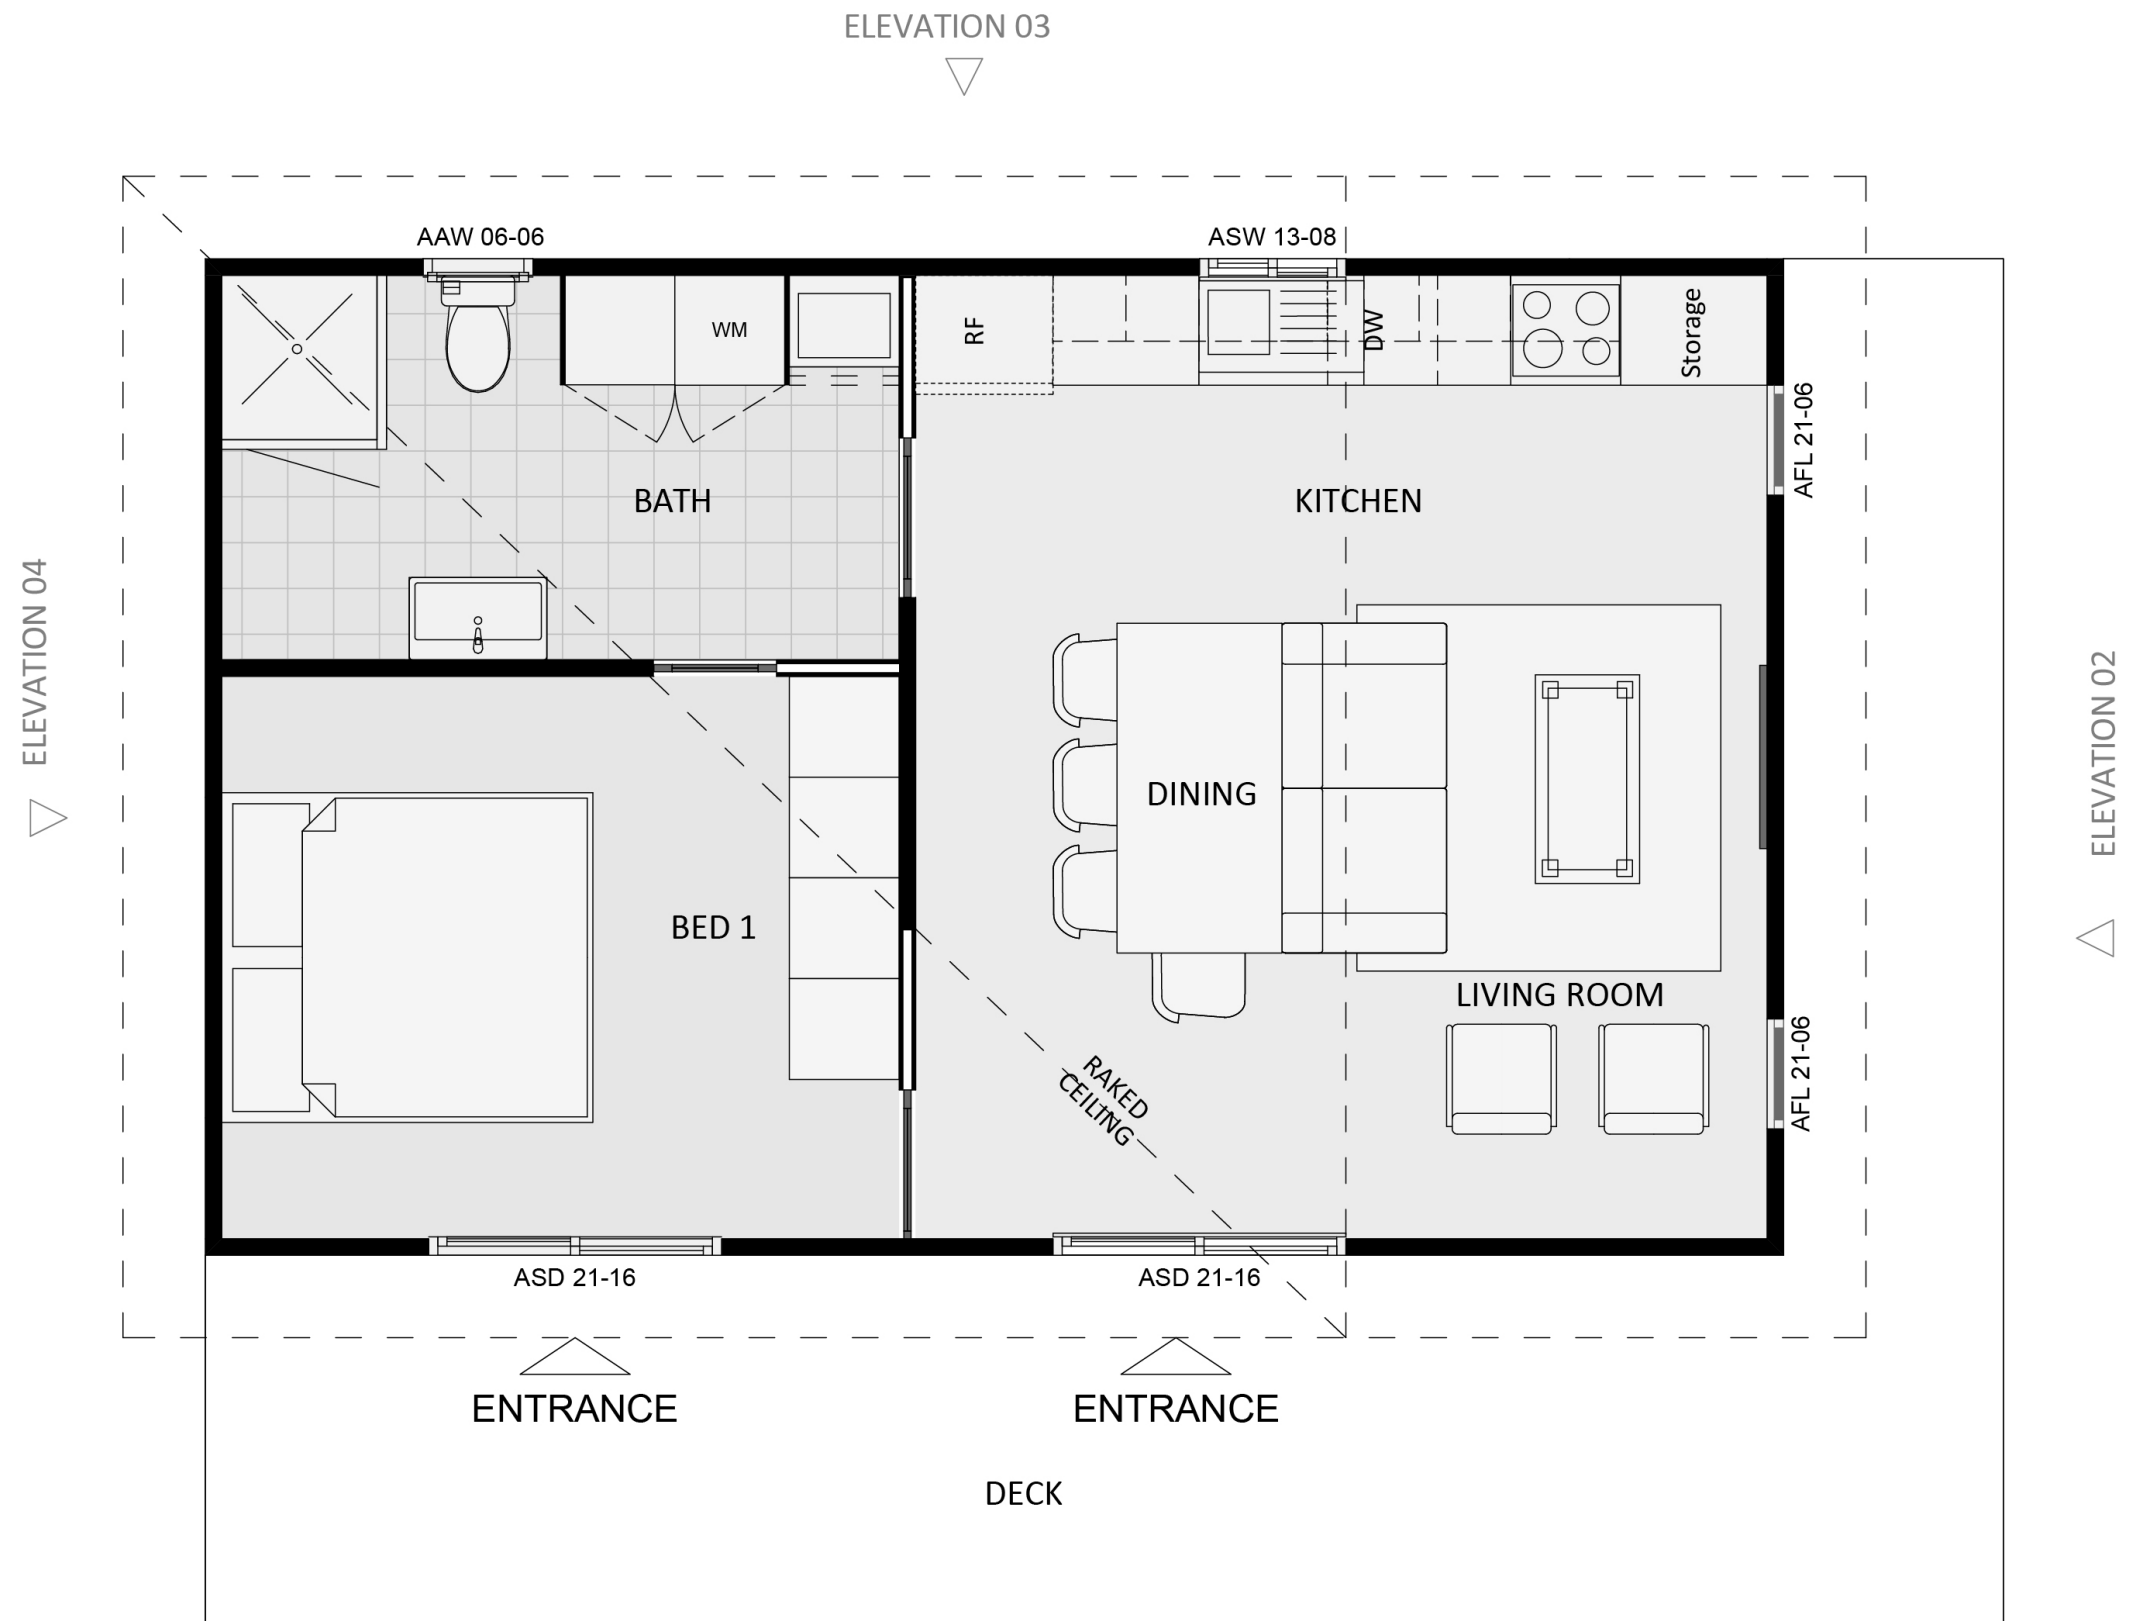 ELEVATION 03
AAW 06-06
ASW 13-08
WM
RF
DW
Storage
AFL 21-06
BATH
KITCHEN
ELEVATION 04
ELEVATION 02
DINING
BED 1
LIVING ROOM
RAKED
CEILING
AFL 21-06
ASD 21-16
ASD 21-16
ENTRANCE
ENTRANCE
DECK